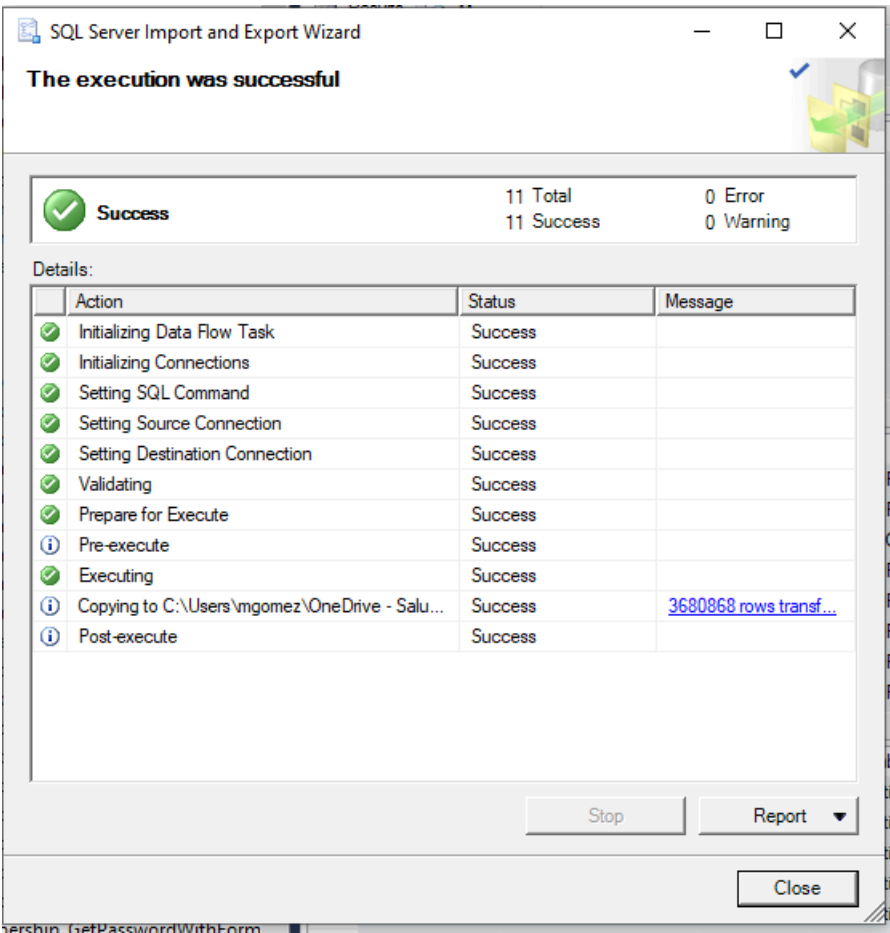 SQL Server Import and Export Wizard
The execution was successful
Success
11 Total
0 Error
11 Success
0 Warning
Details:
Action Status Message
Initializing Data Flow Task Success
Initializing Connections Success
Setting SQL Command Success
Setting Source Connection Success
Setting Destination Connection Success
Validating Success
Prepare for Execute Success
Pre-execute Success
Executing Success
Copying to C:\Users\mgomez\OneDrive - Salu... Success 3680868 rows transf...
Post-execute Success
Stop
Report
Close